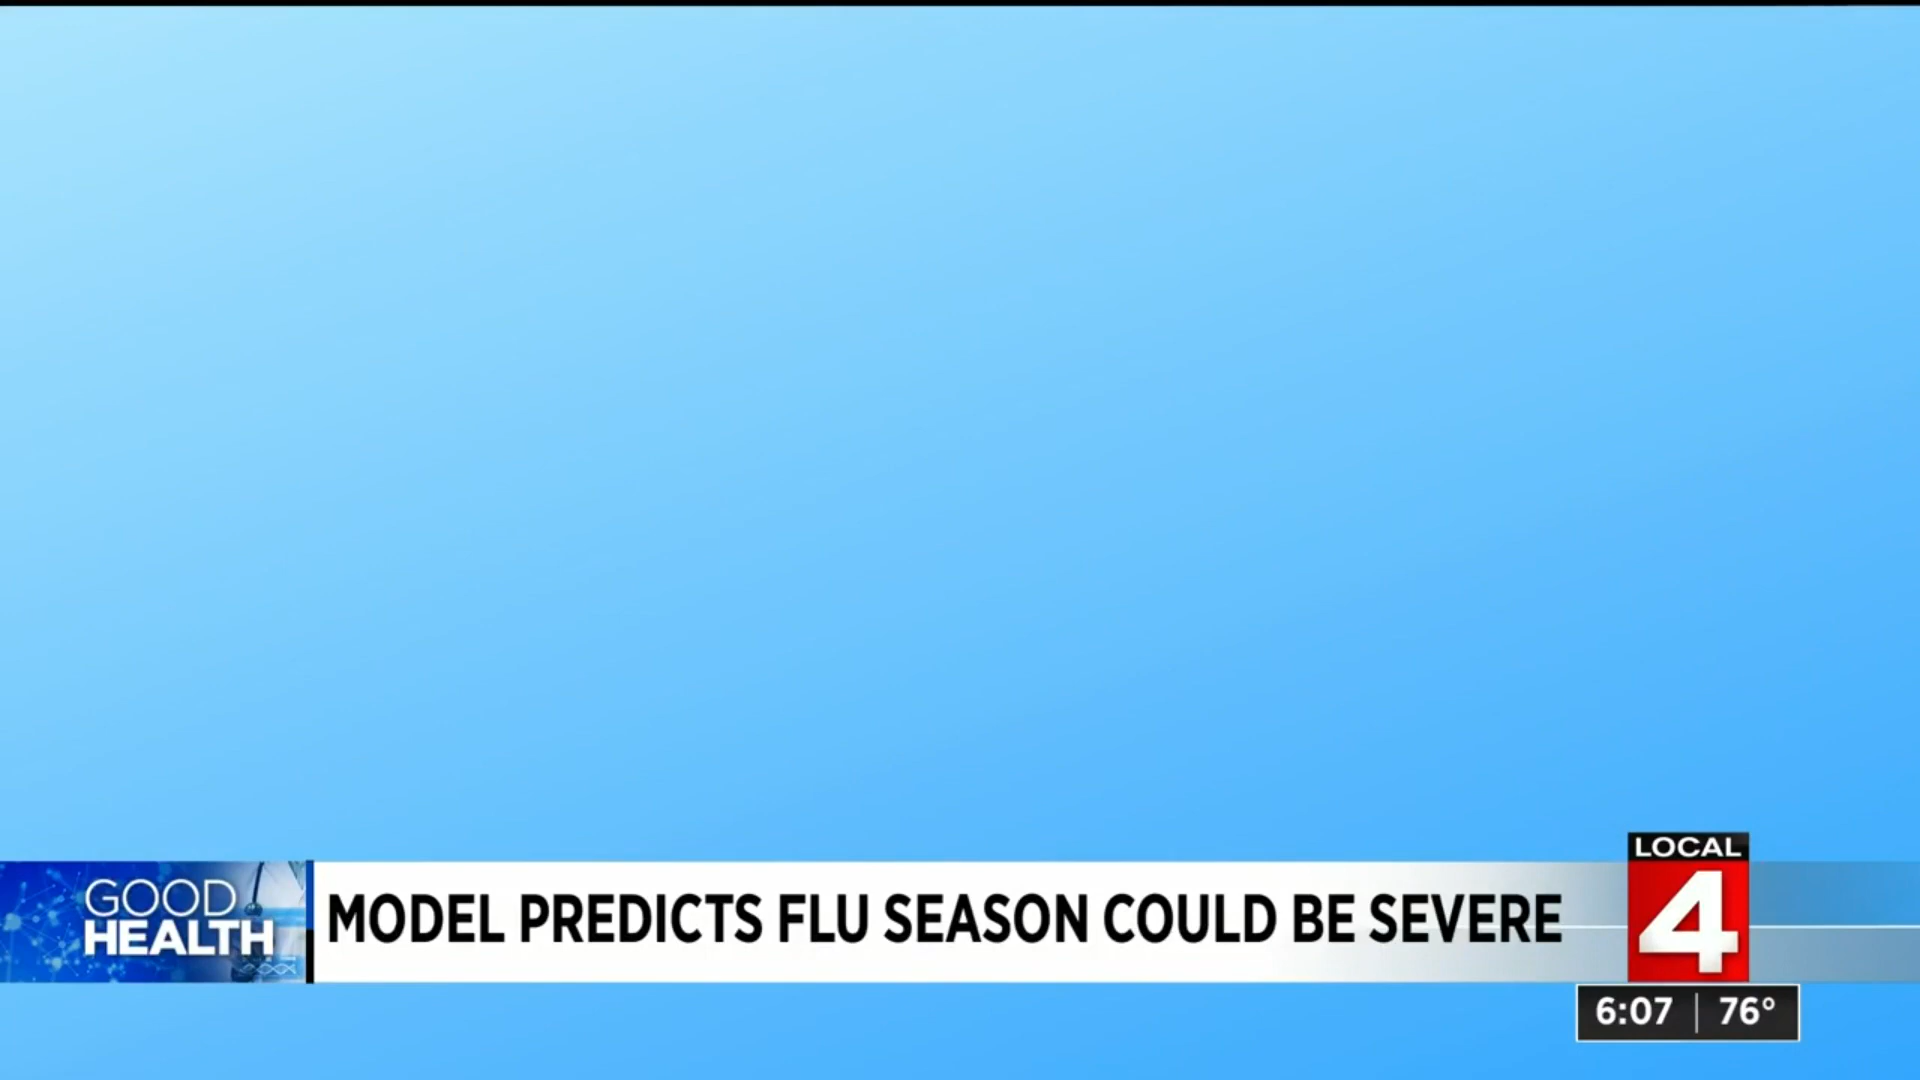 LOCAL
GOOD
HEALTH
MODEL PREDICTS FLU SEASON COULD BE SEVERE
4
6:07 | 76°